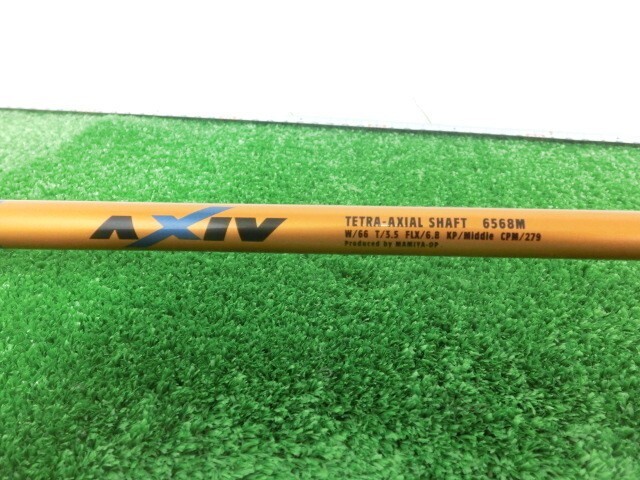 AXIV
TETRA-AXIAL SHAFT 6568M
W/66 T/3.5 FLX/6.8 KP/Middle CPM/279
Produced by MAMIYA-OP